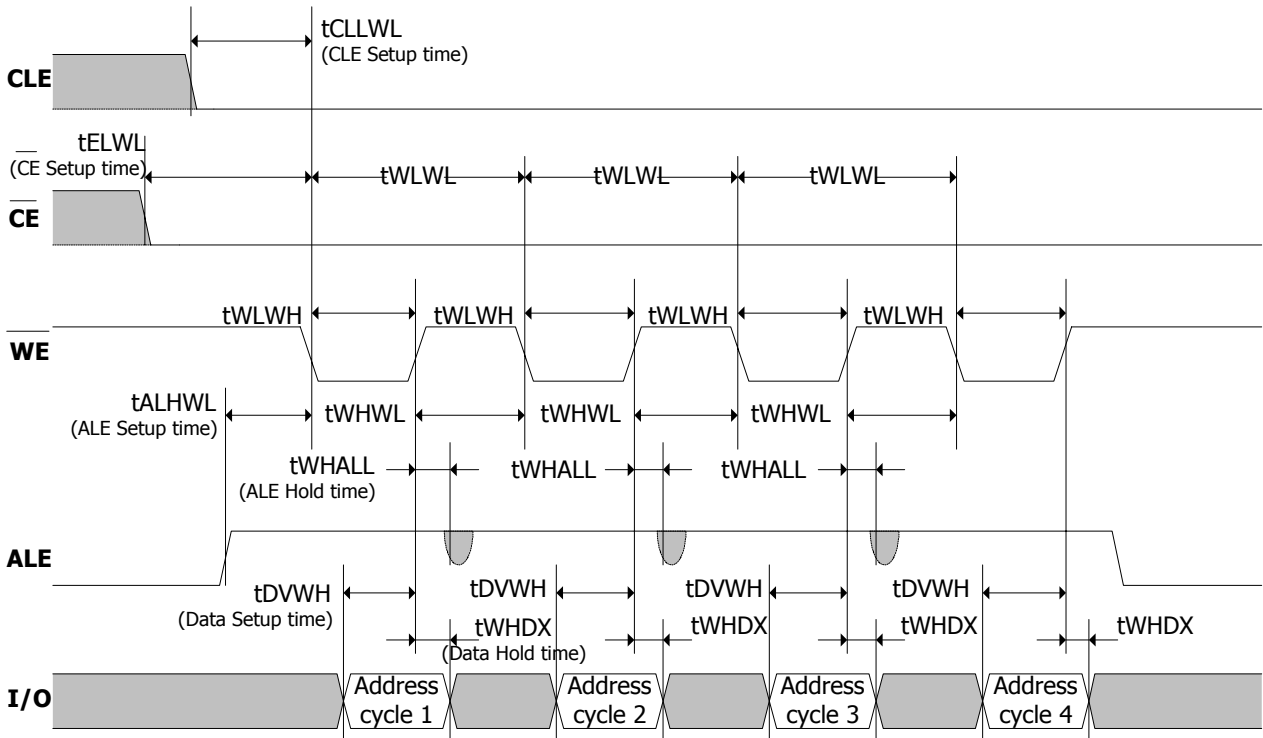 tCLLWL
(CLE Setup time)
CLE
tELWL
(CE Setup time)
tWLWL tWLWL tWLWL
CE
tWLWH tWLWH tWLWH tWLWH
WE
tALHWL
(ALE Setup time)
tWHWL tWHWL tWHWL
tWHALL tWHALL tWHALL
(ALE Hold time)
ALE
tDVWH tDVWH tDVWH tDVWH
(Data Setup time)
tWHDX tWHDX tWHDX tWHDX
(Data Hold time)
I/O
Address
cycle 1
Address
cycle 2
Address
cycle 3
Address
cycle 4